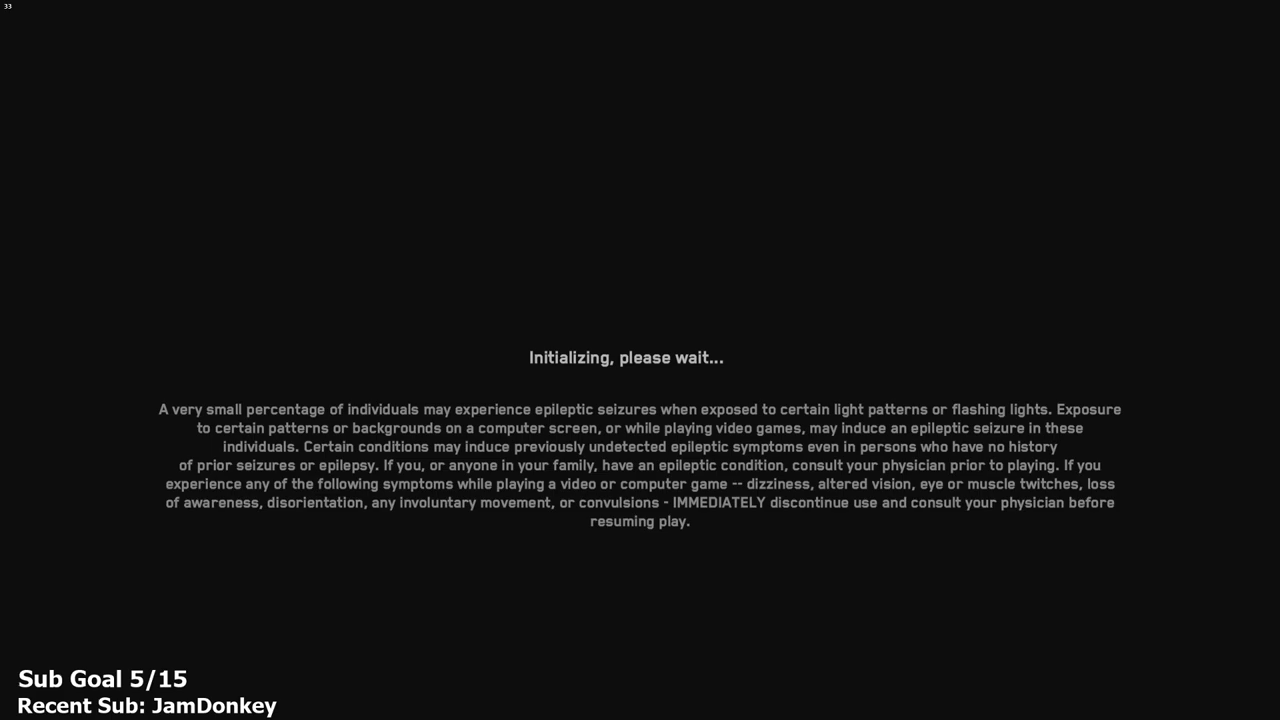 33
Initializing, please wait...
A very small percentage of individuals may experience epileptic seizures when exposed to certain light patterns or flashing lights. Exposure
to certain patterns or backgrounds on a computer screen, or while playing video games, may induce an epileptic seizure in these
individuals. Certain conditions may induce previously undetected epileptic symptoms even in persons who have no history
of prior seizures or epilepsy. If you, or anyone in your family, have an epileptic condition, consult your physician prior to playing. If you
experience any of the following symptoms while playing a video or computer game -- dizziness, altered vision, eye or muscle twitches, loss
of awareness, disorientation, any involuntary movement, or convulsions - IMMEDIATELY discontinue use and consult your physician before
resuming play.
Sub Goal 5/15
Recent Sub: JamDonkey